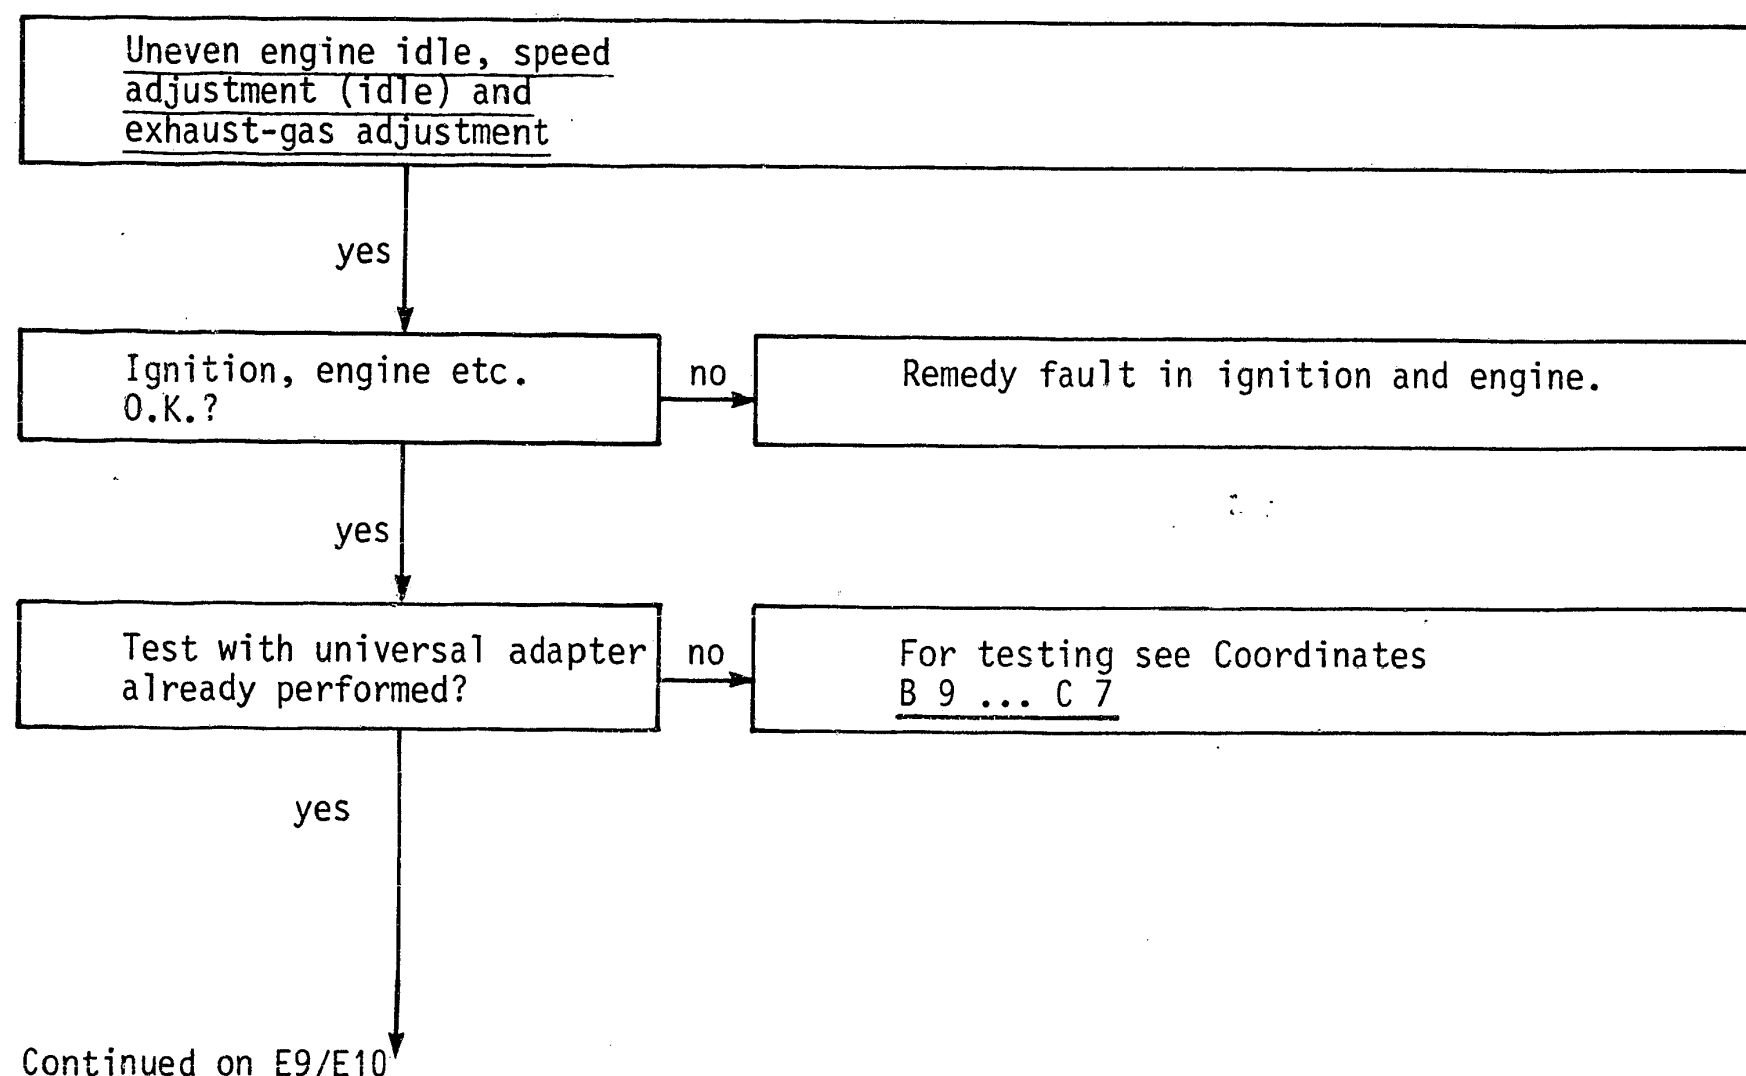 Uneven engine idle, speed
adjustment (idle) and
exhaust-gas adjustment
yes
Ignition, engine etc.
O.K.?
no
Remedy fault in ignition and engine.
yes
Test with universal adapter
already performed?
no
For testing see Coordinates
B 9 ... C 7
yes
Continued on E9/E10